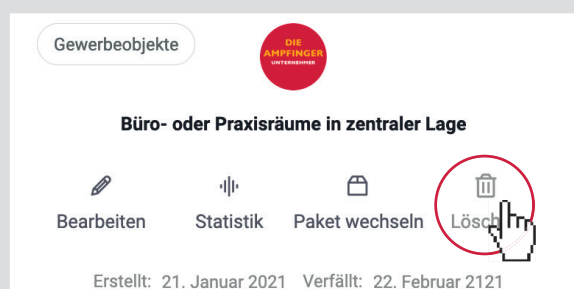 Gewerbeobjekte
DIE
AMPFINGER
UNTERNEHMER
Büro- oder Praxisräume in zentraler Lage
Bearbeiten Statistik Paket wechseln Lösch
Erstellt: 21. Januar 2021 Verfällt: 22. Februar 2121